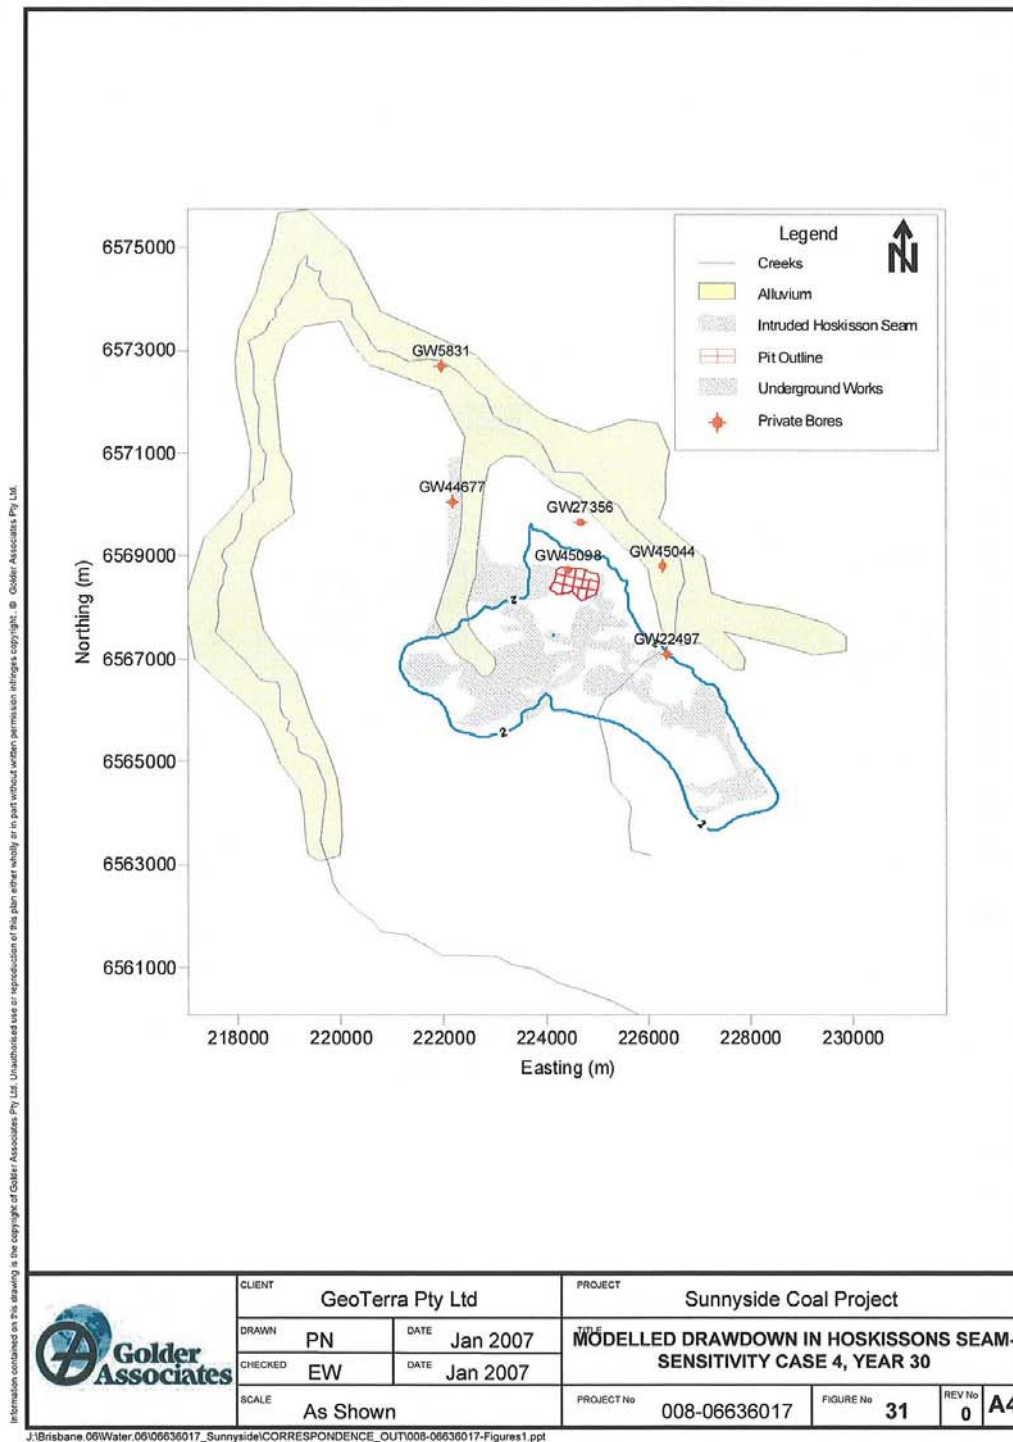 Information contained on this drawing is the copyright of Golder Associates Pty Ltd. Unauthorised use or reproduction of this plan either wholly or in part without written permission infringes copyright. © Golder Associates Pty Ltd.
Legend
N
Creeks
Alluvium
Intruded Hoskisson Seam
Pit Outline
Underground Works
Private Bores
6575000
6573000
6571000
6569000
6567000
6565000
6563000
6561000
Northing (m)
GW5831
GW44677
GW27356
GW45098
GW45044
GW22497
2
2
218000 220000 222000 224000 226000 228000 230000
Easting (m)
Golder
Associates
CLIENT
GeoTerra Pty Ltd
PROJECT
Sunnyside Coal Project
DRAWN PN DATE Jan 2007
CHECKED EW DATE Jan 2007
TITLE
MODELLED DRAWDOWN IN HOSKISSONS SEAM-
SENSITIVITY CASE 4, YEAR 30
SCALE As Shown
PROJECT No 008-06636017 FIGURE No 31 REV No 0 A4
J:\Brisbane.06\Water.06\06636017_Sunnyside\CORRESPONDENCE_OUT\008-06636017-Figures1.ppt